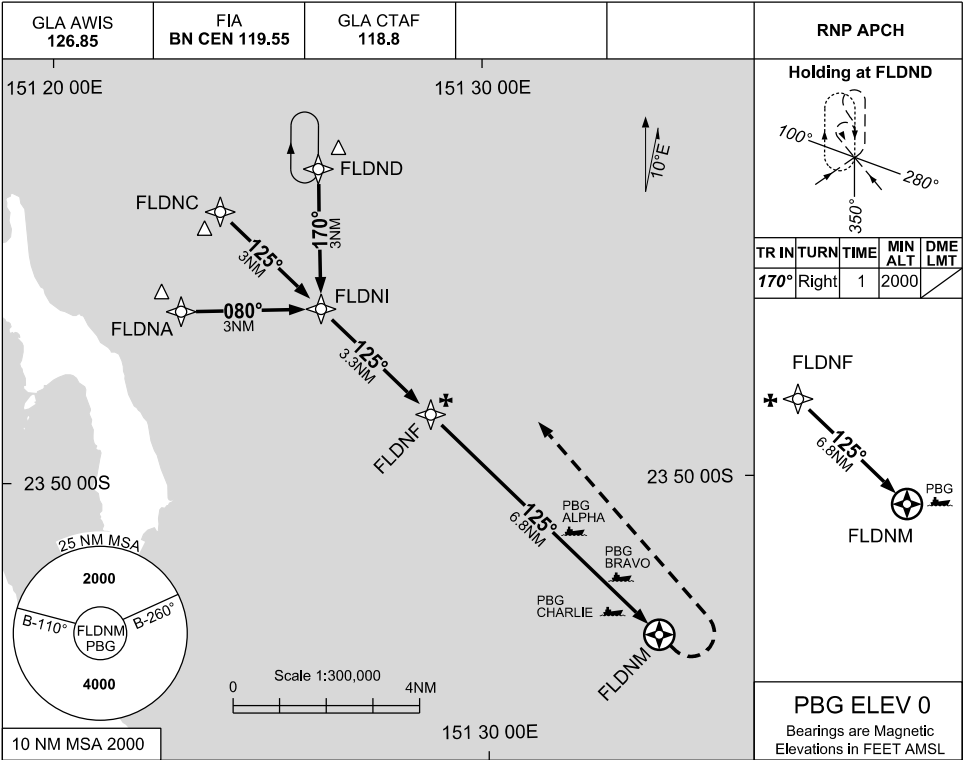 GLA AWIS
126.85
FIA
BN CEN 119.55
GLA CTAF
118.8
RNP APCH
151 20 00E
151 30 00E
10°E
FLDND
FLDNC
170°
3NM
125°
3NM
FLDNI
FLDNA
080°
3NM
125°
3.3NM
FLDNF
23 50 00S
23 50 00S
125°
6.8NM
PBG
ALPHA
PBG
BRAVO
PBG
CHARLIE
FLDNM
25 NM MSA
2000
B-110°
B-260°
FLDNM
PBG
4000
10 NM MSA 2000
Scale 1:300,000
0
4NM
151 30 00E
Holding at FLDND
100°
280°
350°
TR IN TURN TIME MIN ALT DME LMT
170° Right 1 2000
FLDNF
125°
6.8NM
PBG
FLDNM
PBG ELEV 0
Bearings are Magnetic
Elevations in FEET AMSL